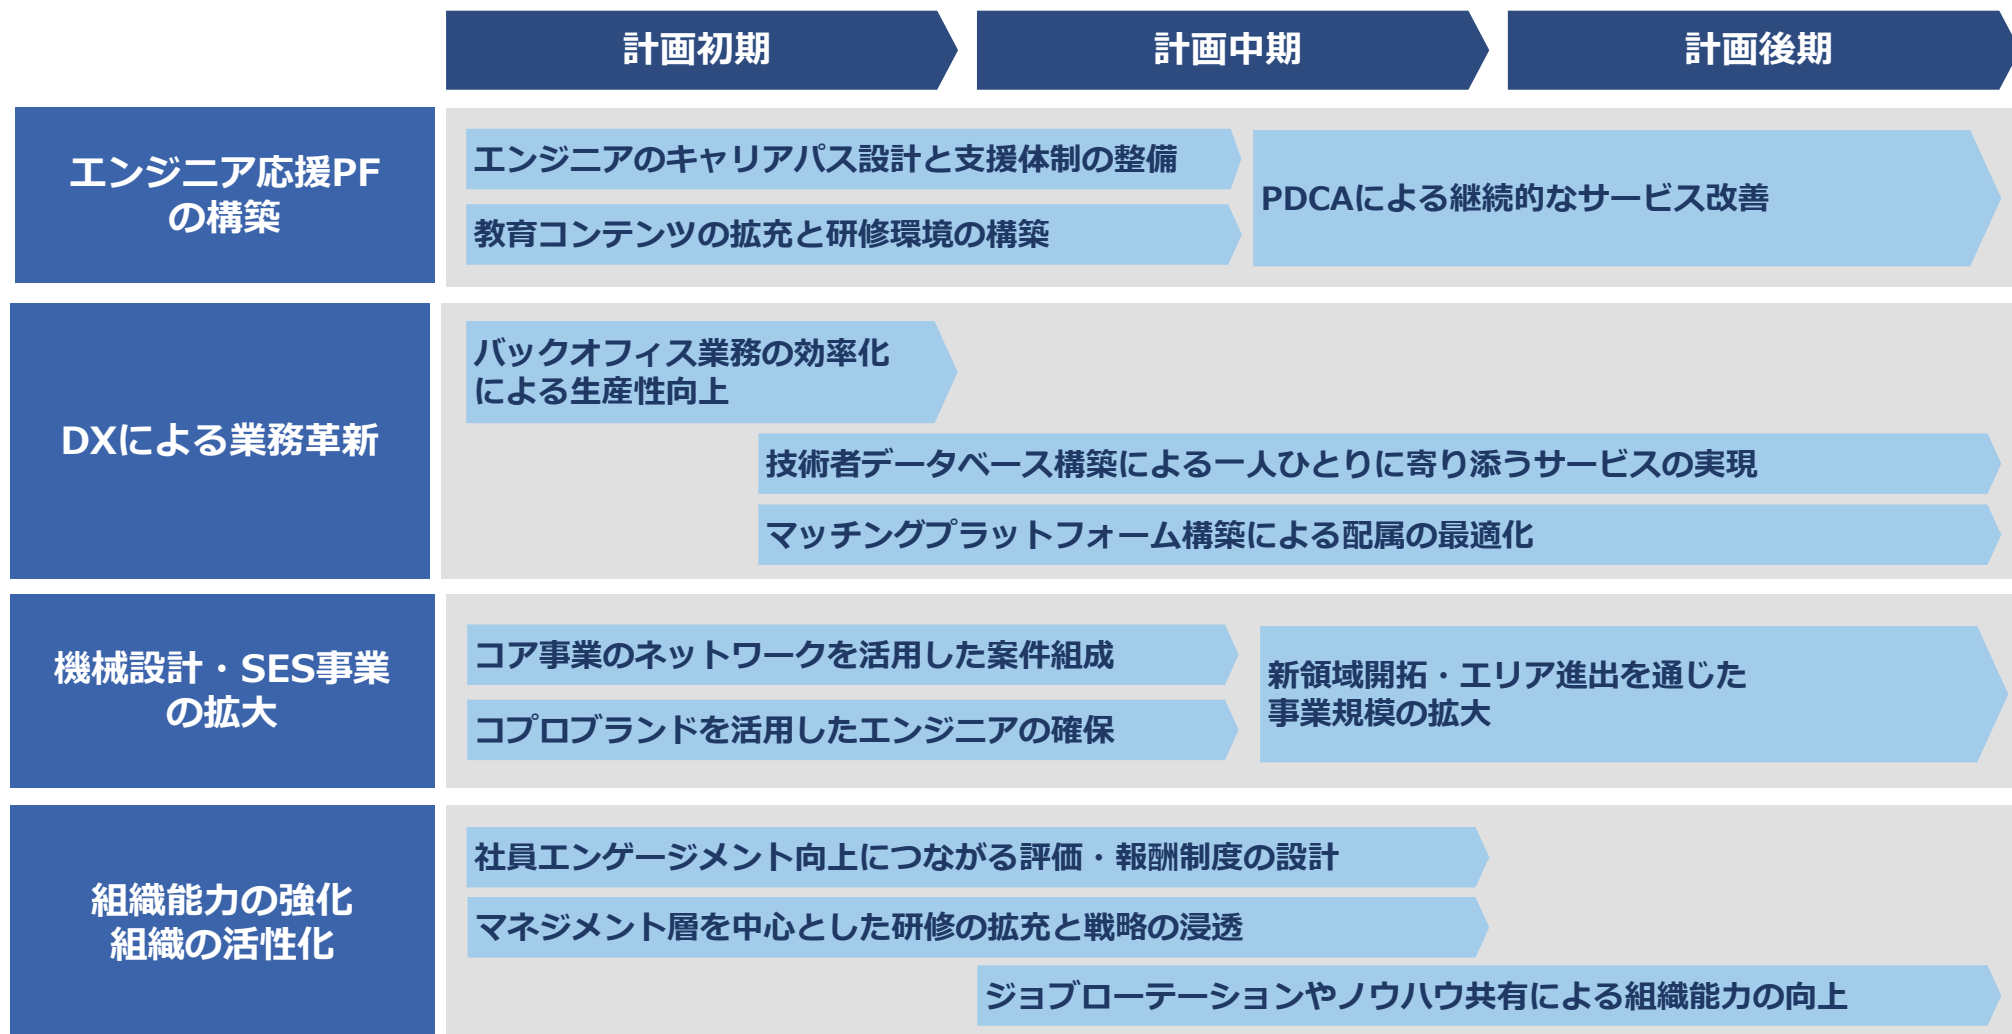 計画初期
計画中期
計画後期
エンジニア応援PF
の構築
エンジニアのキャリアパス設計と支援体制の整備
教育コンテンツの拡充と研修環境の構築
PDCAによる継続的なサービス改善
DXによる業務革新
バックオフィス業務の効率化
による生産性向上
技術者データベース構築による一人ひとりに寄り添うサービスの実現
マッチングプラットフォーム構築による配属の最適化
機械設計・SES事業
の拡大
コア事業のネットワークを活用した案件組成
コプロブランドを活用したエンジニアの確保
新領域開拓・エリア進出を通じた
事業規模の拡大
組織能力の強化
組織の活性化
社員エンゲージメント向上につながる評価・報酬制度の設計
マネジメント層を中心とした研修の拡充と戦略の浸透
ジョブローテーションやノウハウ共有による組織能力の向上